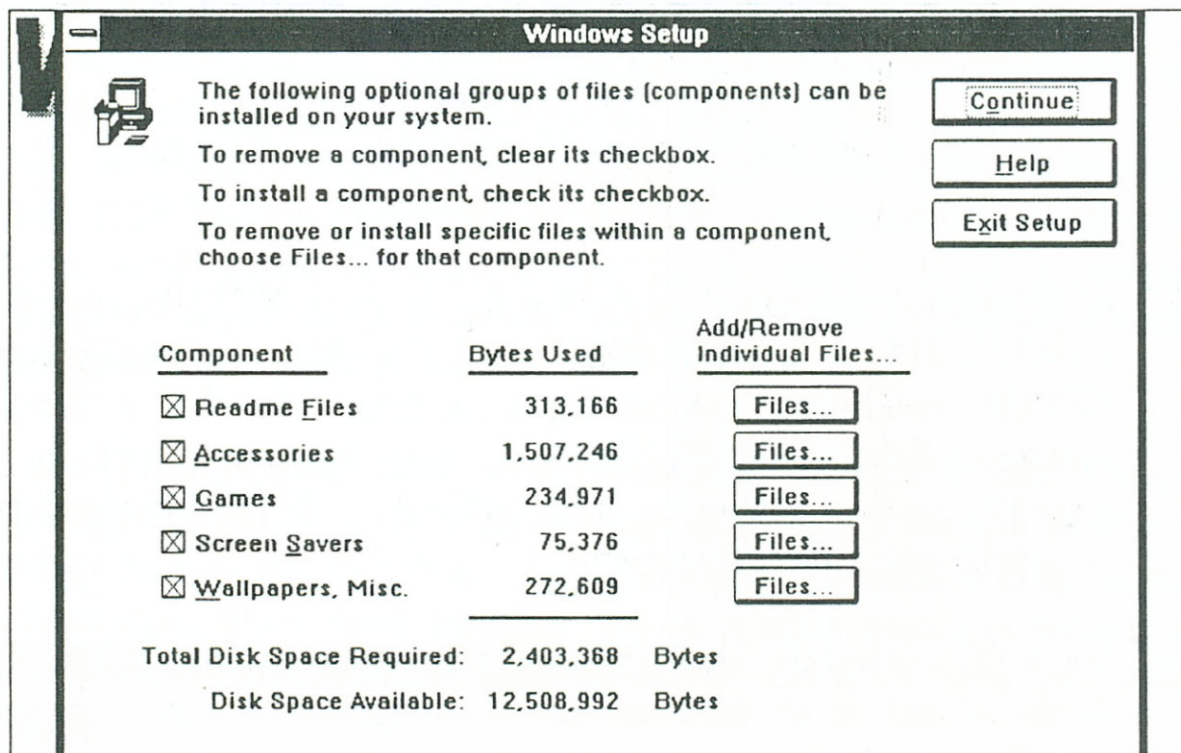 Windows Setup
The following optional groups of files (components) can be
installed on your system.
To remove a component, clear its checkbox.
To install a component, check its checkbox.
To remove or install specific files within a component,
choose Files... for that component.
Continue
Help
Exit Setup
Component Bytes Used Add/Remove
Individual Files...
Readme Files 313,166 Files...
Accessories 1,507,246 Files...
Games 234,971 Files...
Screen Savers 75,376 Files...
Wallpapers, Misc. 272,609 Files...
Total Disk Space Required: 2,403,368 Bytes
Disk Space Available: 12,508,992 Bytes